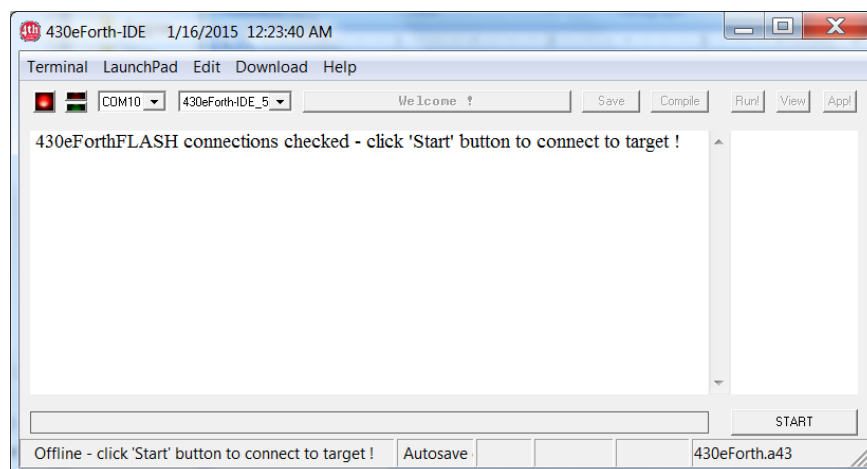 4th 430eForth-IDE 1/16/2015 12:23:40 AM
Terminal LaunchPad Edit Download Help
COM10 430eForth-IDE_5 Welcome ! Save Compile Run! View App!
430eForthFLASH connections checked - click 'Start' button to connect to target !
START
Offline - click 'Start' button to connect to target ! Autosave 430eForth.a43